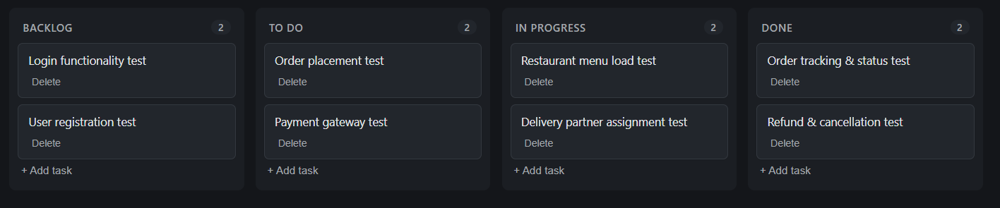 BACKLOG 2
Login functionality test
Delete
User registration test
Delete
+ Add task
TO DO 2
Order placement test
Delete
Payment gateway test
Delete
+ Add task
IN PROGRESS 2
Restaurant menu load test
Delete
Delivery partner assignment test
Delete
+ Add task
DONE 2
Order tracking & status test
Delete
Refund & cancellation test
Delete
+ Add task